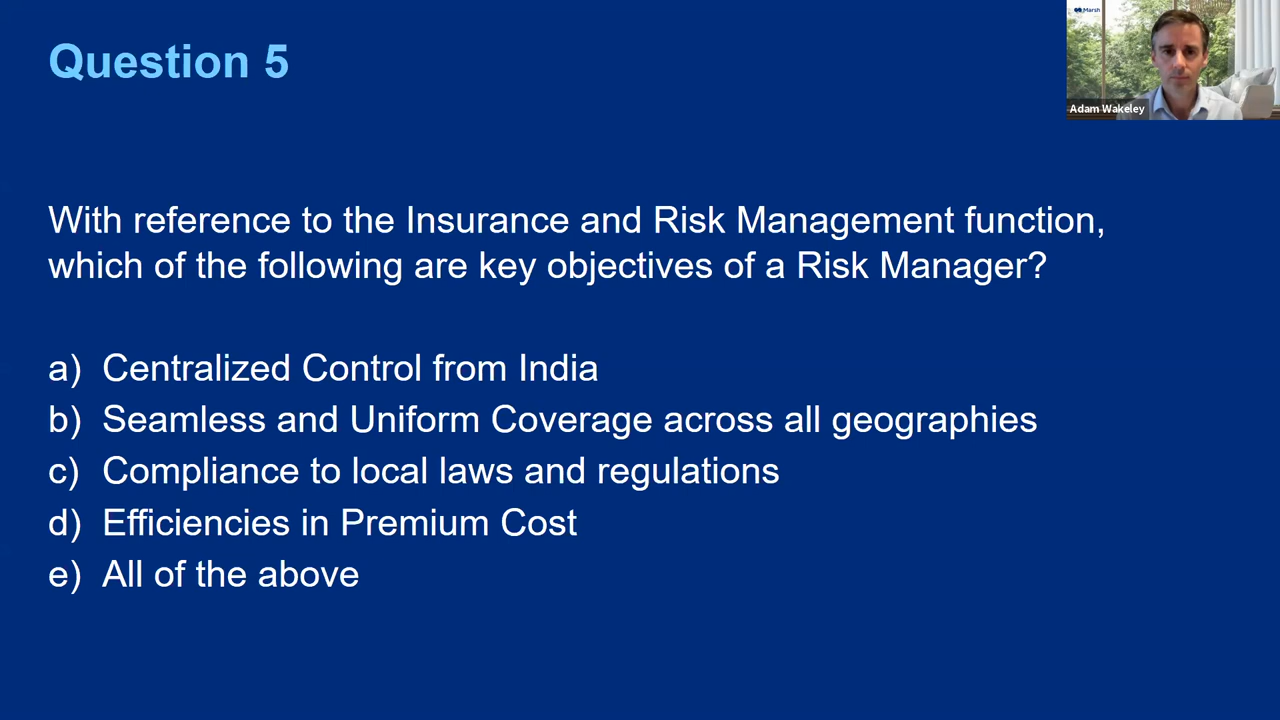 Question 5
Marsh
Adam Wakeley
With reference to the Insurance and Risk Management function,
which of the following are key objectives of a Risk Manager?
a) Centralized Control from India
b) Seamless and Uniform Coverage across all geographies
c) Compliance to local laws and regulations
d) Efficiencies in Premium Cost
e) All of the above